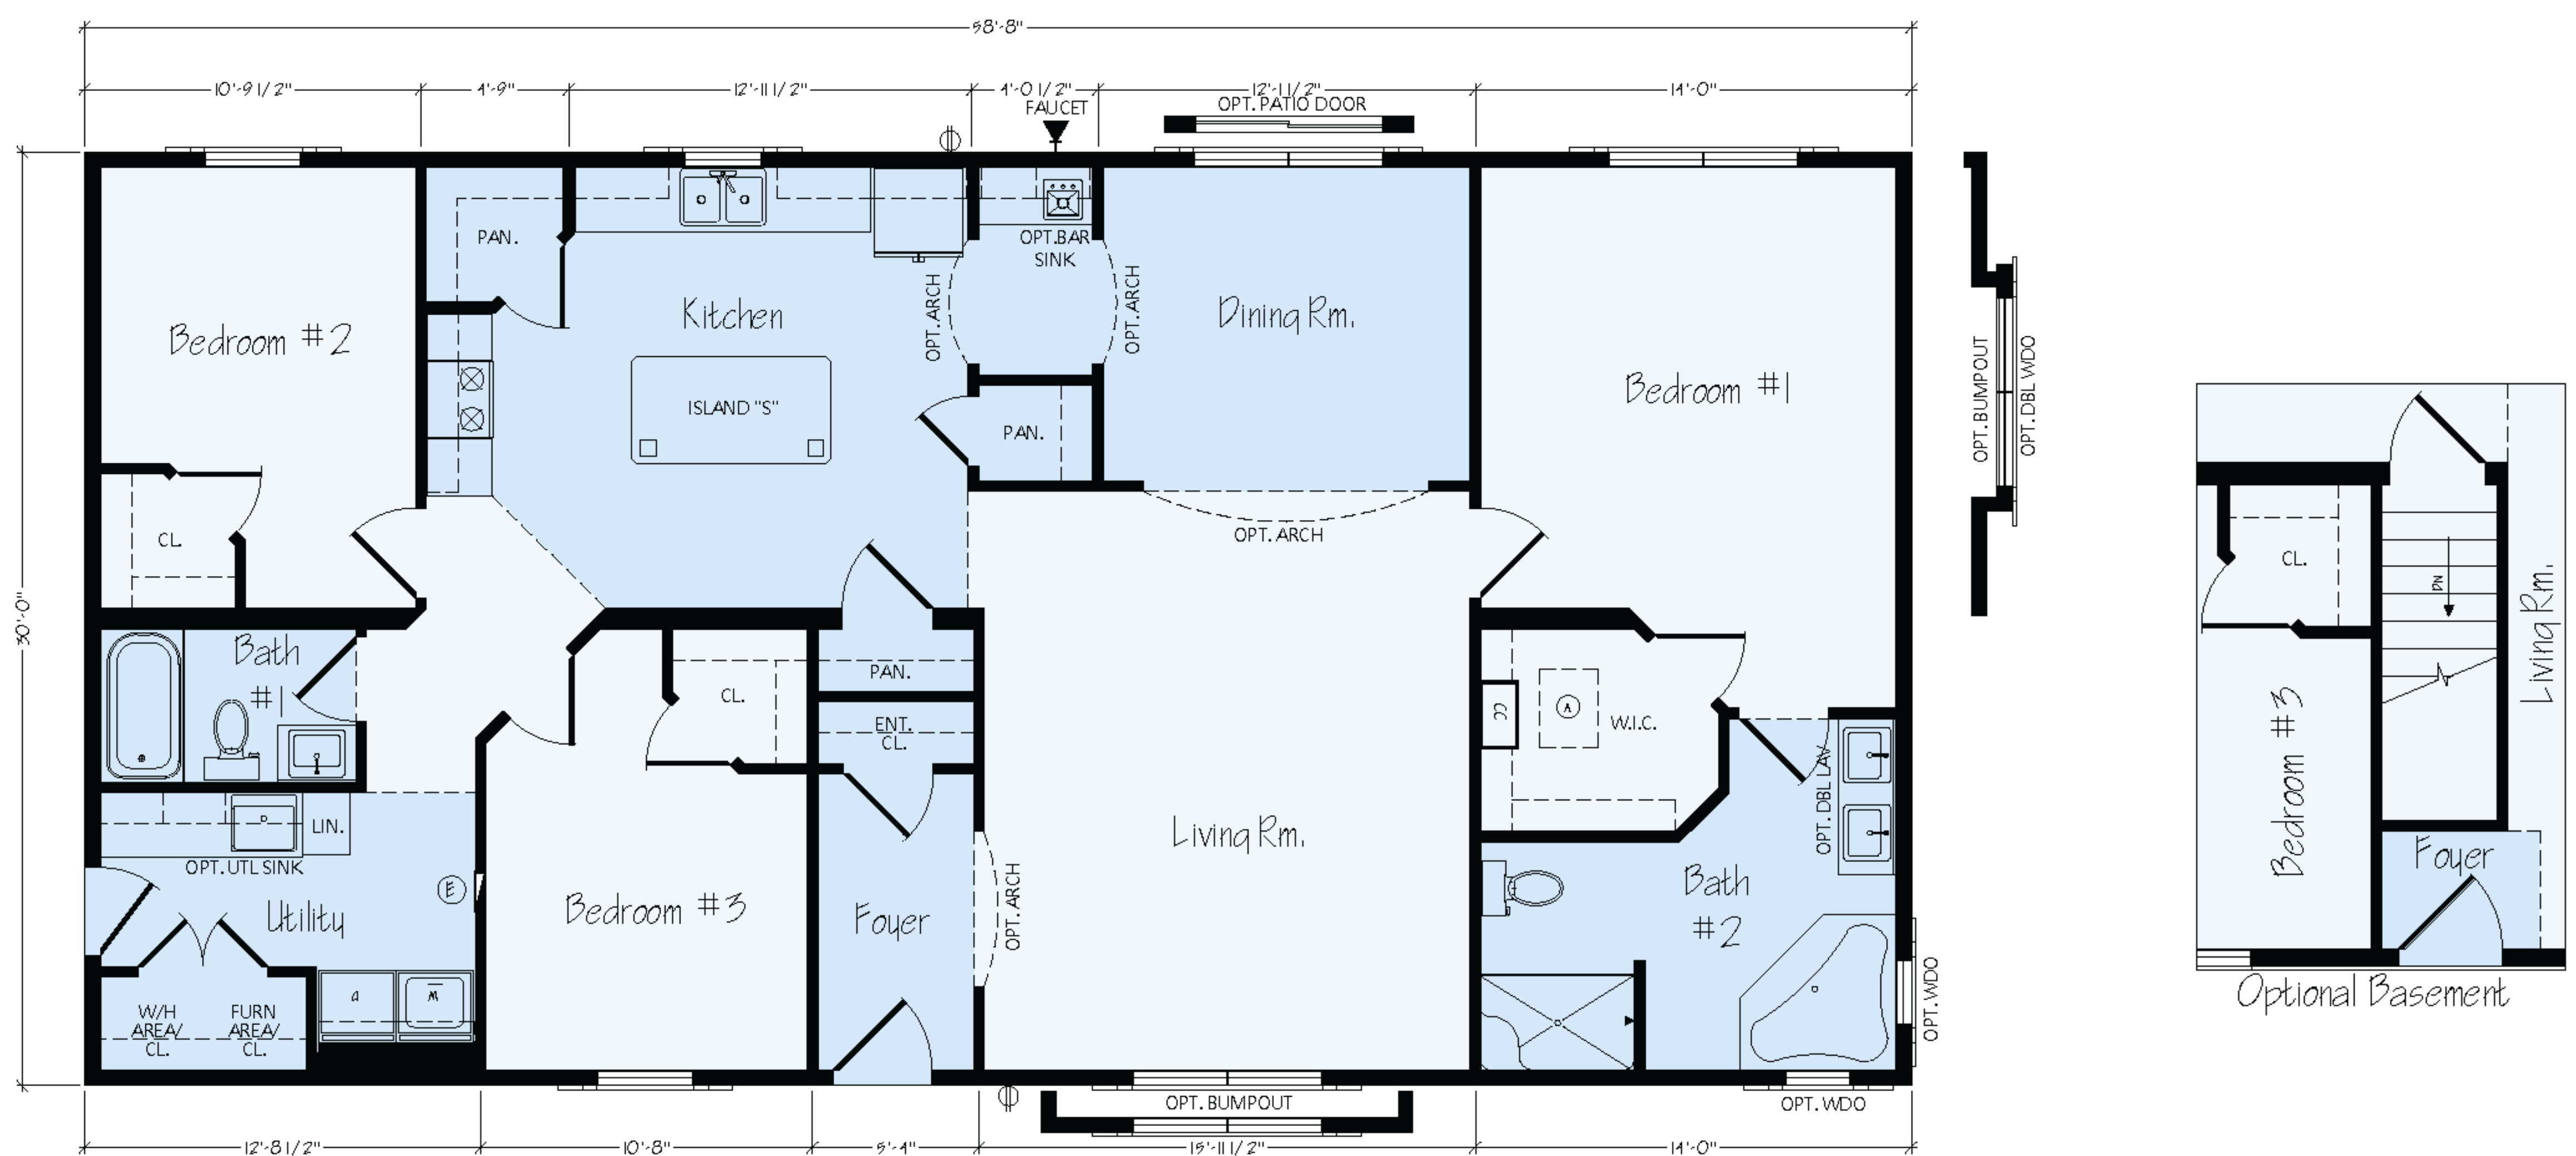 58'-8"
10'-9 1/2"
4'-9"
12'-11 1/2"
4'-0 1/2"
12'-1 1/2"
14'-0"
FAUCET
OPT. PATIO DOOR
30'-0"
PAN.
OPT.BAR
SINK
Bedroom #2
Kitchen
OPT. ARCH
OPT. ARCH
Dining Rm.
Bedroom #1
ISLAND "S"
PAN.
OPT. BUMPOUT
OPT. DBL WDO
CL.
OPT. ARCH
Bath
#1
PAN.
CL.
ENT.
CL.
A
W.I.C.
OPT. DBL LAV
LIN.
OPT. UTL SINK
E
Utility
Bedroom #3
Foyer
OPT. ARCH
Living Rm.
Bath
#2
W/H
AREA/
CL.
FURN
AREA/
CL.
OPT. WDO
OPT. BUMPOUT
OPT. WDO
12'-8 1/2"
10'-8"
5'-4"
15'-11 1/2"
14'-0"
CL.
DN
Living Rm.
Bedroom #3
Foyer
Optional Basement